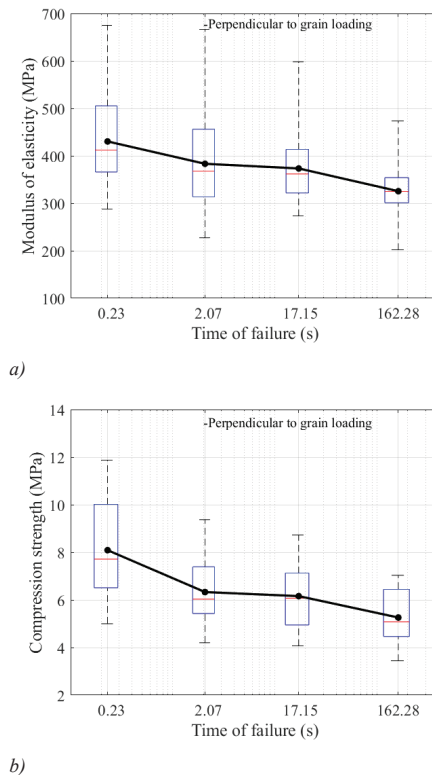 700
-Perpendicular to grain loading
600
500
400
300
200
100
Modulus of elasticity (MPa)
0.23 2.07 17.15 162.28
Time of failure (s)
a)
14
-Perpendicular to grain loading
12
10
8
6
4
2
Compression strength (MPa)
0.23 2.07 17.15 162.28
Time of failure (s)
b)